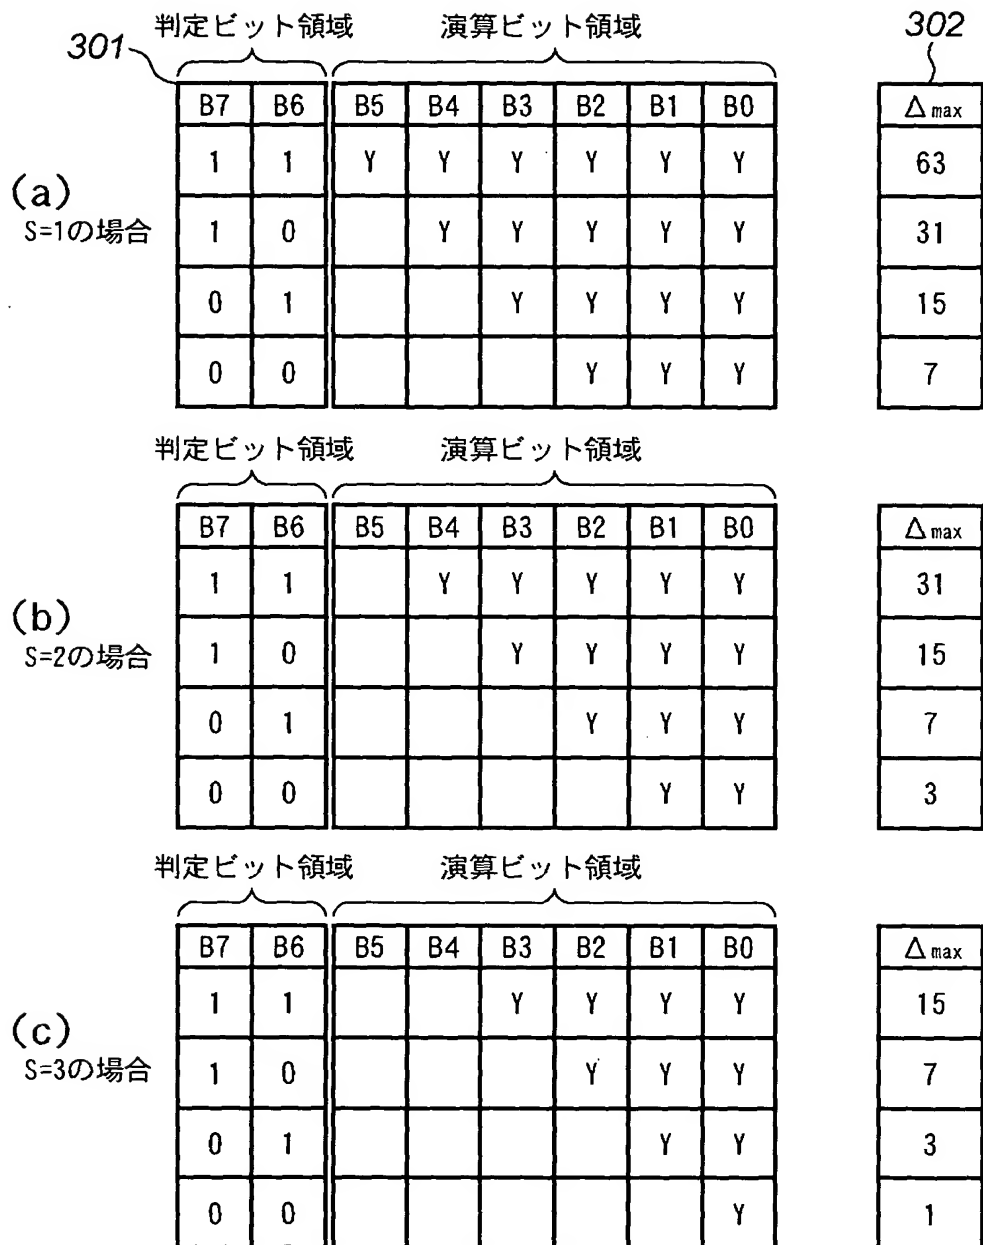 301
判定ビット領域 演算ビット領域 302
B7 B6 B5 B4 B3 B2 B1 B0 Δmax
1 1 Y Y Y Y Y Y 63
(a)
S=1の場合
1 0 Y Y Y Y Y 31
0 1 Y Y Y Y 15
0 0 Y Y Y 7
判定ビット領域 演算ビット領域
B7 B6 B5 B4 B3 B2 B1 B0 Δmax
1 1 Y Y Y Y Y 31
(b)
S=2の場合
1 0 Y Y Y Y 15
0 1 Y Y Y 7
0 0 Y Y 3
判定ビット領域 演算ビット領域
B7 B6 B5 B4 B3 B2 B1 B0 Δmax
1 1 Y Y Y Y 15
(c)
S=3の場合
1 0 Y Y Y 7
0 1 Y Y 3
0 0 Y 1